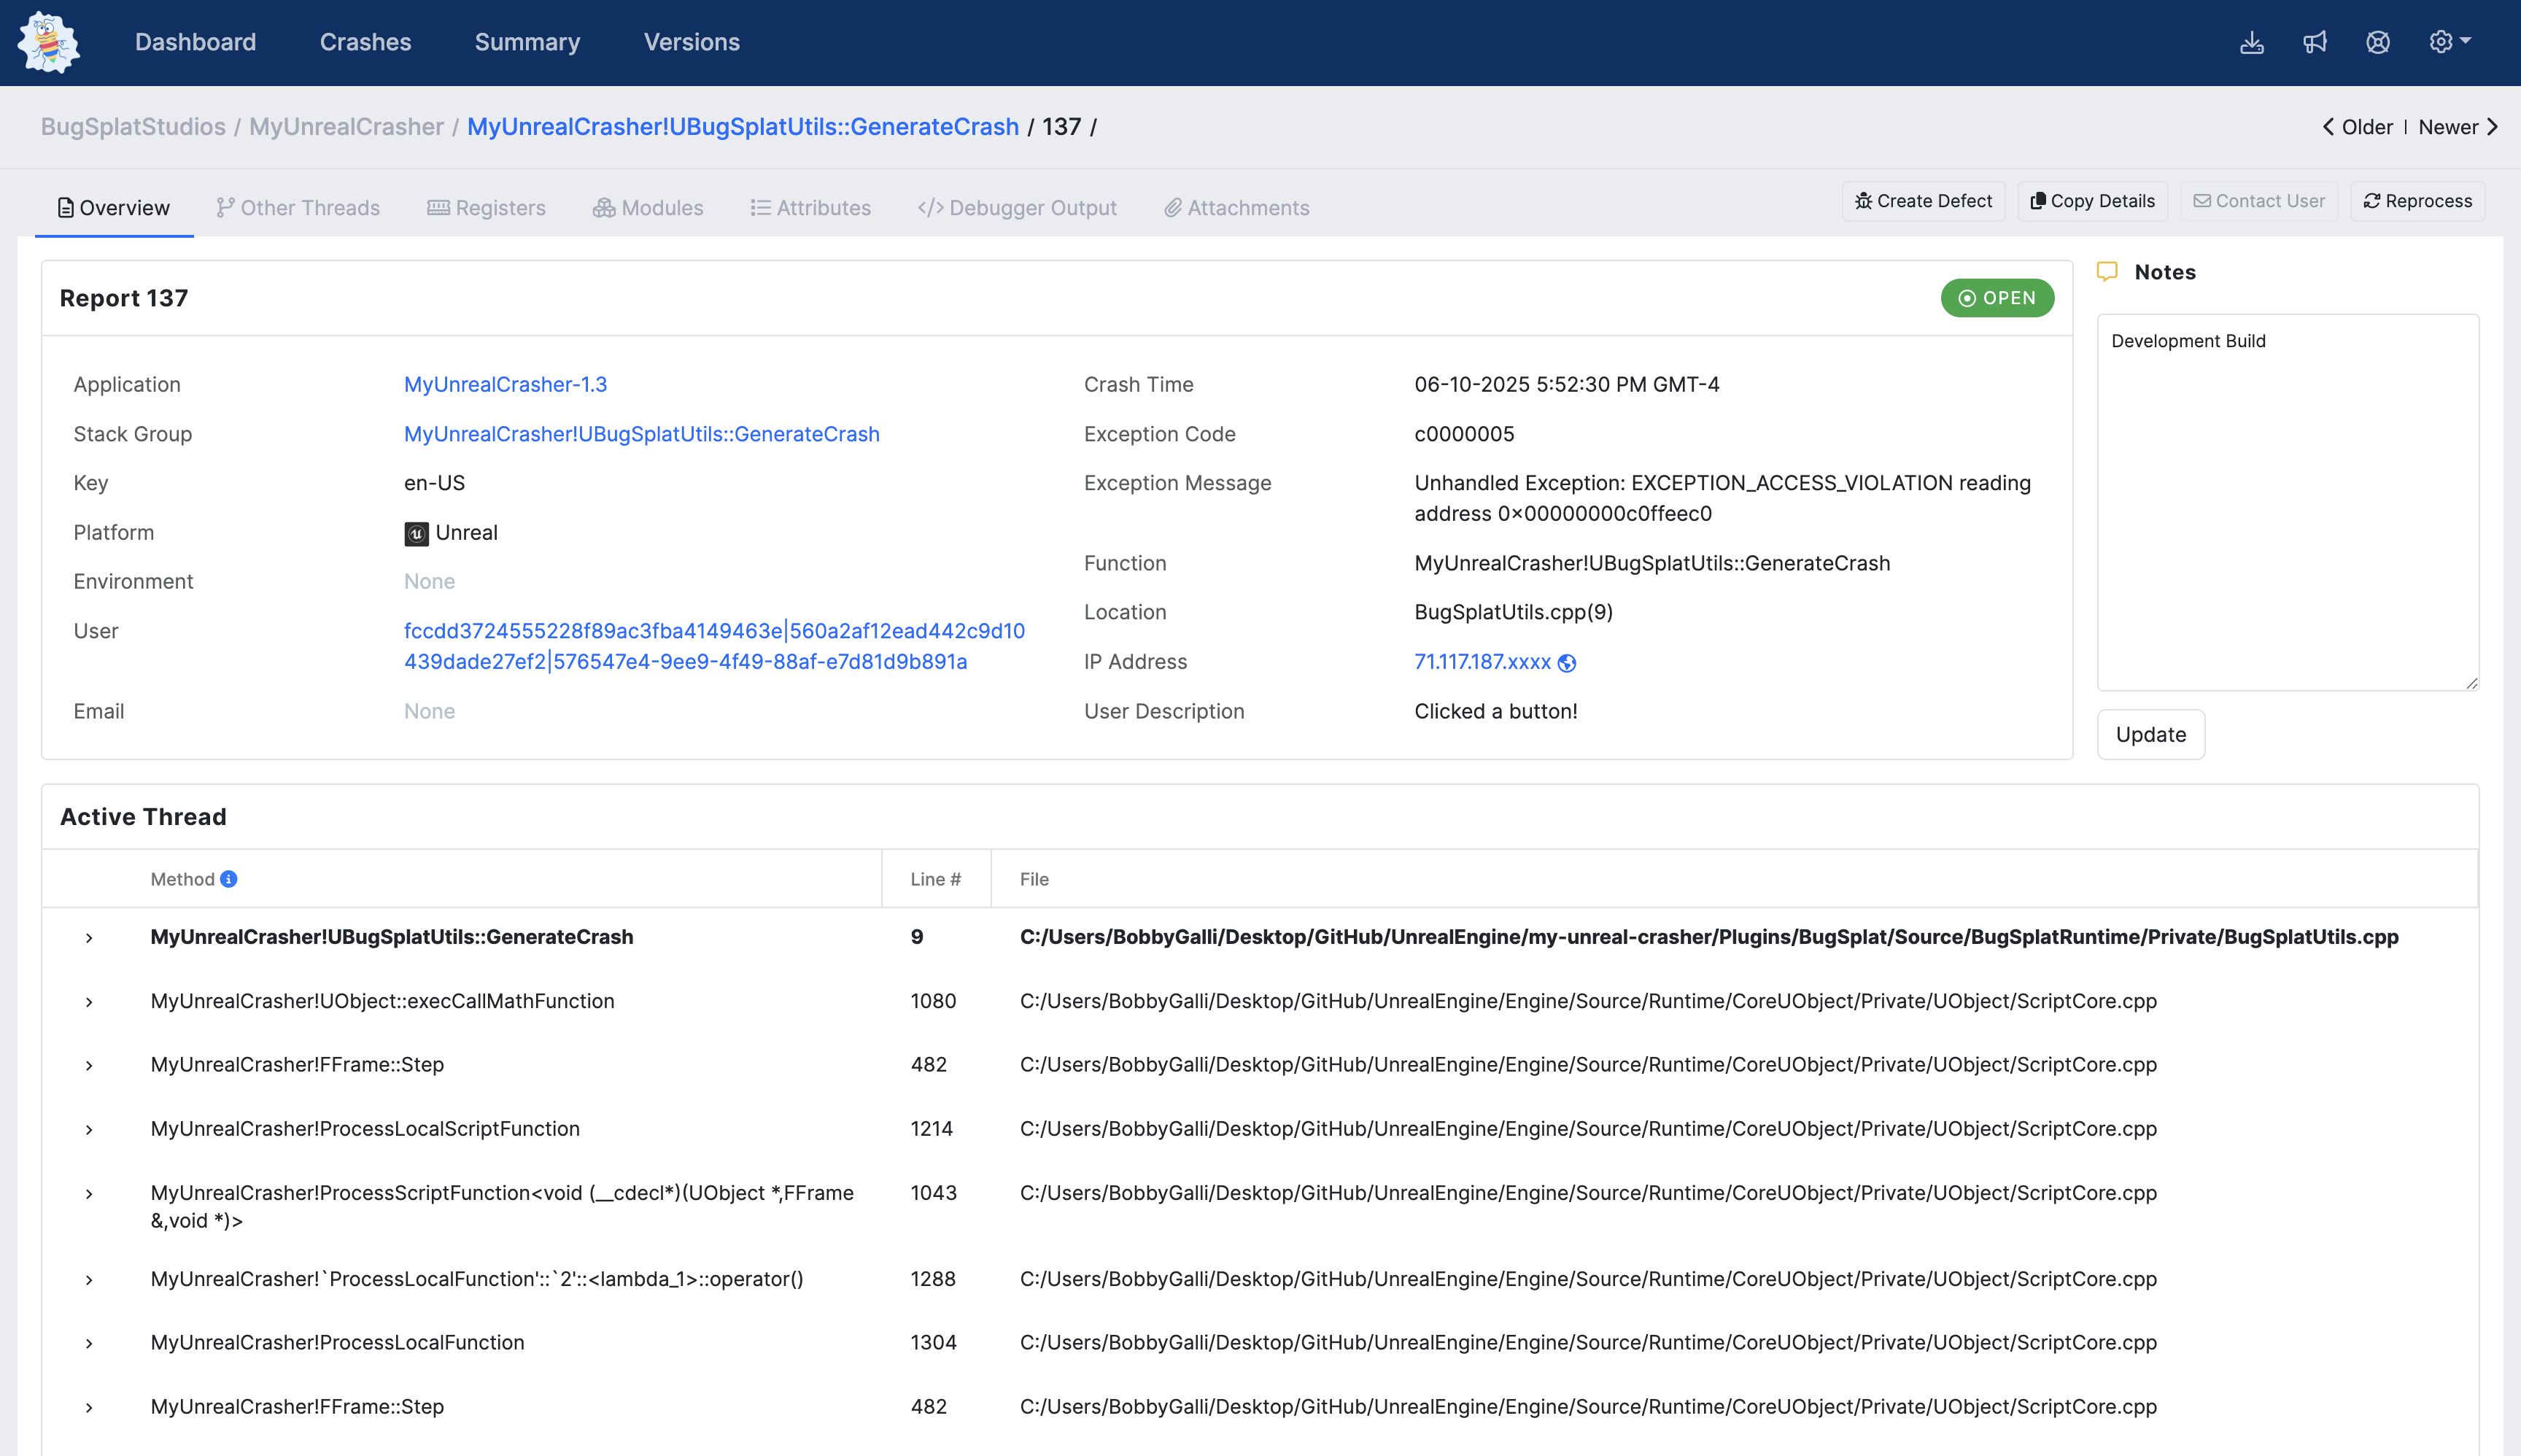 Dashboard Crashes Summary Versions
BugSplatStudios / MyUnrealCrasher / MyUnrealCrasher!UBugSplatUtils::GenerateCrash / 137 /
Older | Newer
Overview Other Threads Registers Modules Attributes </> Debugger Output Attachments
Create Defect Copy Details Contact User Reprocess
Report 137
OPEN
Application MyUnrealCrasher-1.3
Stack Group MyUnrealCrasher!UBugSplatUtils::GenerateCrash
Key en-US
Platform Unreal
Environment None
User fccdd3724555228f89ac3fba4149463e|560a2af12ead442c9d10
439dade27ef2|576547e4-9ee9-4f49-88af-e7d81d9b891a
Email None
Crash Time 06-10-2025 5:52:30 PM GMT-4
Exception Code c0000005
Exception Message Unhandled Exception: EXCEPTION_ACCESS_VIOLATION reading
address 0x00000000c0ffeec0
Function MyUnrealCrasher!UBugSplatUtils::GenerateCrash
Location BugSplatUtils.cpp(9)
IP Address 71.117.187.xxxx
User Description Clicked a button!
Notes
Development Build
Update
Active Thread
Method Line # File
MyUnrealCrasher!UBugSplatUtils::GenerateCrash 9 C:/Users/BobbyGalli/Desktop/GitHub/UnrealEngine/my-unreal-crasher/Plugins/BugSplat/Source/BugSplatRuntime/Private/BugSplatUtils.cpp
MyUnrealCrasher!UObject::execCallMathFunction 1080 C:/Users/BobbyGalli/Desktop/GitHub/UnrealEngine/Engine/Source/Runtime/CoreUObject/Private/UObject/ScriptCore.cpp
MyUnrealCrasher!FFrame::Step 482 C:/Users/BobbyGalli/Desktop/GitHub/UnrealEngine/Engine/Source/Runtime/CoreUObject/Private/UObject/ScriptCore.cpp
MyUnrealCrasher!ProcessLocalScriptFunction 1214 C:/Users/BobbyGalli/Desktop/GitHub/UnrealEngine/Engine/Source/Runtime/CoreUObject/Private/UObject/ScriptCore.cpp
MyUnrealCrasher!ProcessScriptFunction<void (__cdecl*)(UObject *,FFrame 1043 C:/Users/BobbyGalli/Desktop/GitHub/UnrealEngine/Engine/Source/Runtime/CoreUObject/Private/UObject/ScriptCore.cpp
&,void *)>
MyUnrealCrasher!`ProcessLocalFunction'::`2'::<lambda_1>::operator() 1288 C:/Users/BobbyGalli/Desktop/GitHub/UnrealEngine/Engine/Source/Runtime/CoreUObject/Private/UObject/ScriptCore.cpp
MyUnrealCrasher!ProcessLocalFunction 1304 C:/Users/BobbyGalli/Desktop/GitHub/UnrealEngine/Engine/Source/Runtime/CoreUObject/Private/UObject/ScriptCore.cpp
MyUnrealCrasher!FFrame::Step 482 C:/Users/BobbyGalli/Desktop/GitHub/UnrealEngine/Engine/Source/Runtime/CoreUObject/Private/UObject/ScriptCore.cpp